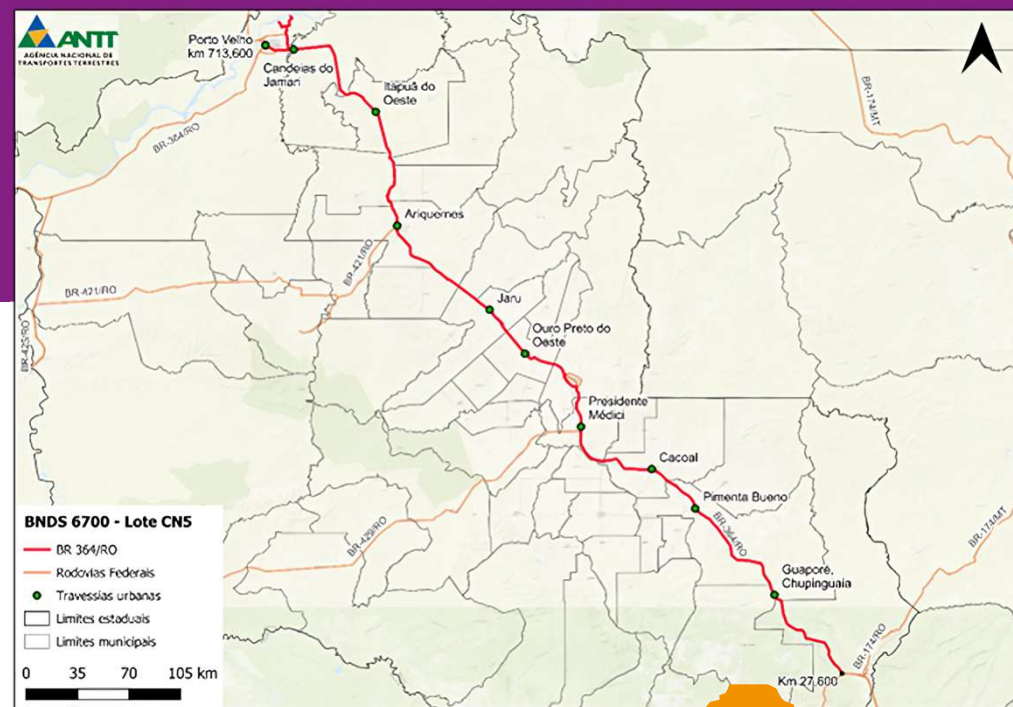 ANTT
AGÊNCIA NACIONAL DE
TRANSPORTES TERRESTRES
Porto Velho
km 713,600
Candeias do
Jamari
Itapuã do
Oeste
BR-364/RO
BR-174/MT
Ariquemes
BR-421/RO
BR-421/RO
BR-425/RO
Jaru
Ouro Preto do
Oeste
Presidente
Médici
Cacoal
Pimenta Bueno
BR-364/RO
BR-429/RO
BR-174/MT
Guaporé,
Chupinguaia
BR-174/RO
Km 27,600
BNDS 6700 - Lote CN5
BR 364/RO
Rodovias Federais
Travessias urbanas
Limites estaduais
Limites municipais
0 35 70 105 km